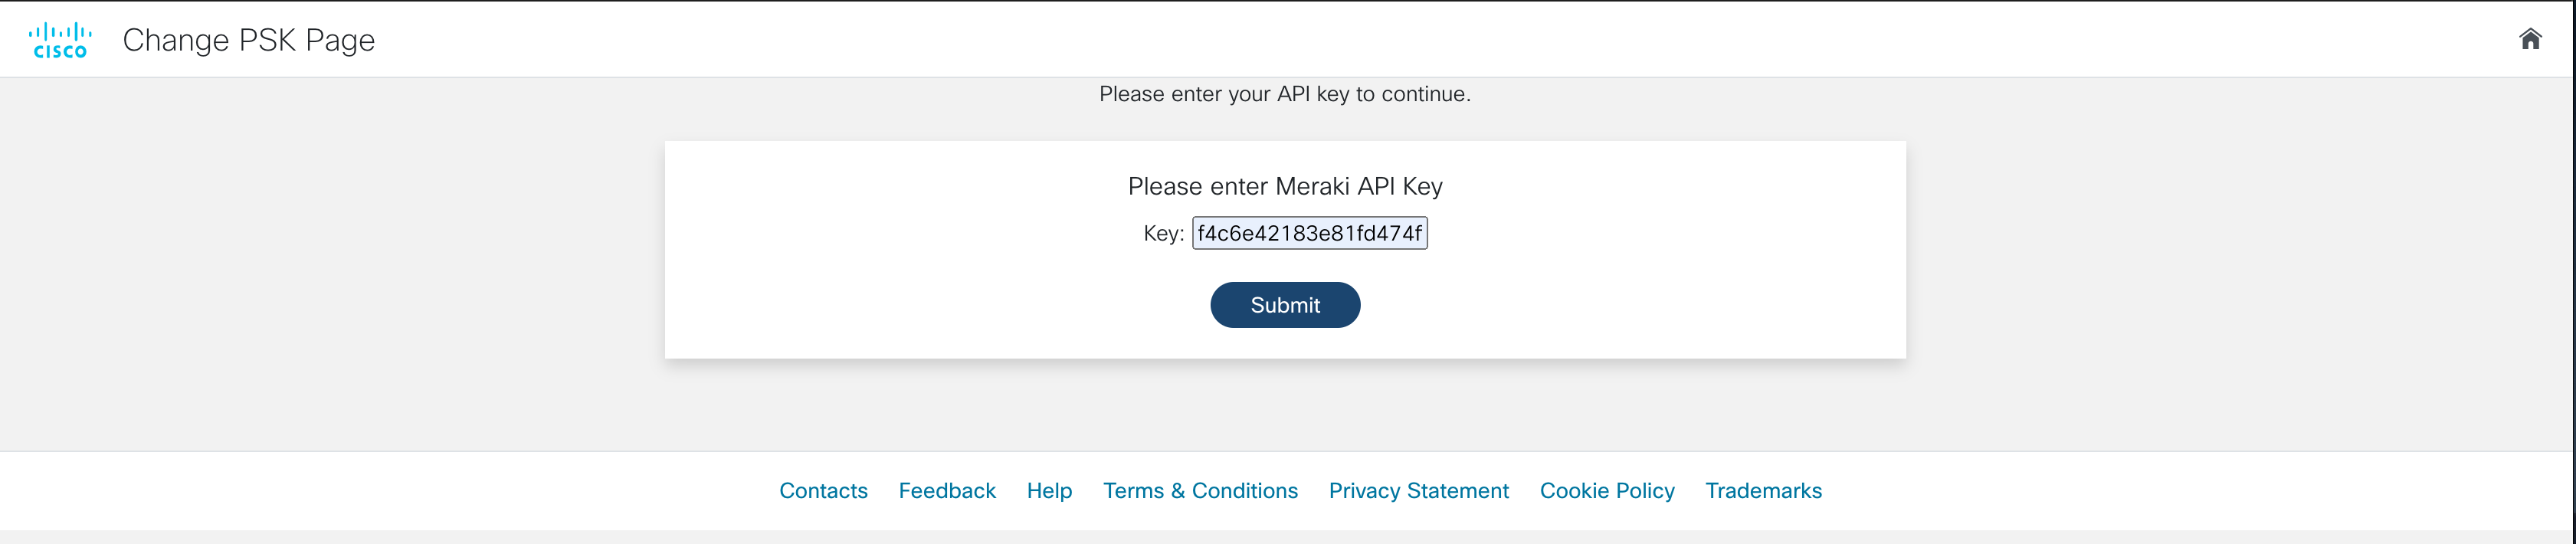 CISCO
Change PSK Page
Please enter your API key to continue.
Please enter Meraki API Key
Key: f4c6e42183e81fd474f
Submit
Contacts Feedback Help Terms & Conditions Privacy Statement Cookie Policy Trademarks